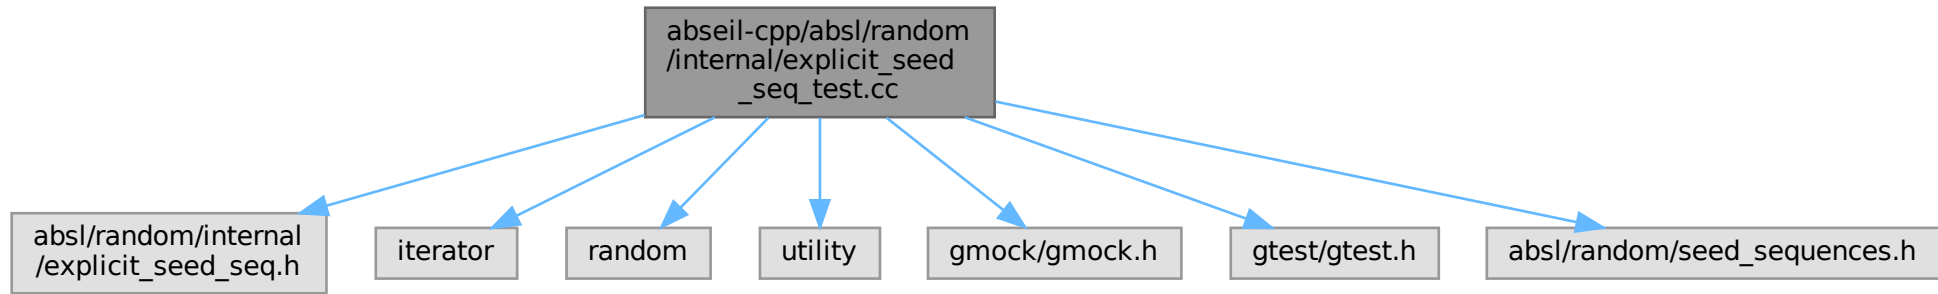 abseil-cpp/absl/random
/internal/explicit_seed
_seq_test.cc
absl/random/internal
/explicit_seed_seq.h
iterator
random
utility
gmock/gmock.h
gtest/gtest.h
absl/random/seed_sequences.h